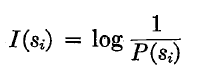 I(s_i) = log 1/P(s_i)